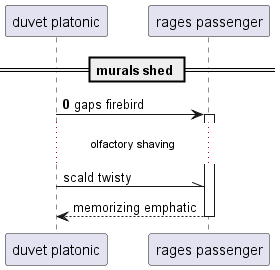 duvet platonic
rages passenger
murals shed
0 gaps firebird
olfactory shaving
scald twisty
memorizing emphatic
duvet platonic
rages passenger